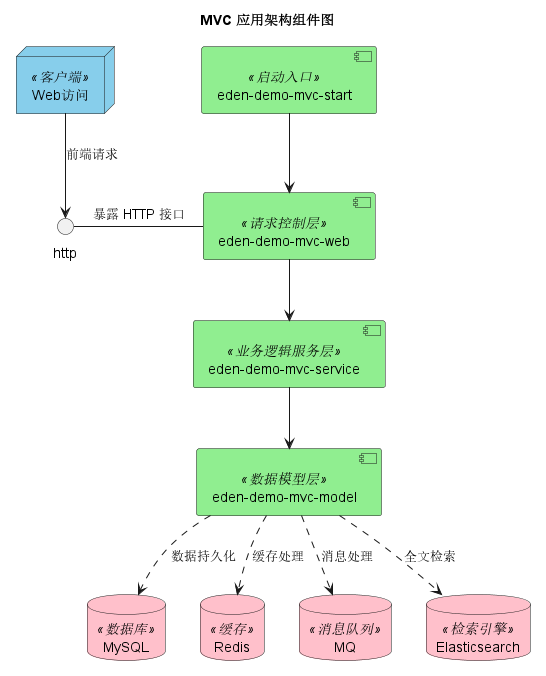 MVC 应用架构组件图
«客户端»
Web访问
«启动入口»
eden-demo-mvc-start
前端请求
暴露 HTTP 接口
http
«请求控制层»
eden-demo-mvc-web
«业务逻辑服务层»
eden-demo-mvc-service
«数据模型层»
eden-demo-mvc-model
数据持久化
缓存处理
消息处理
全文检索
«数据库»
MySQL
«缓存»
Redis
«消息队列»
MQ
«检索引擎»
Elasticsearch